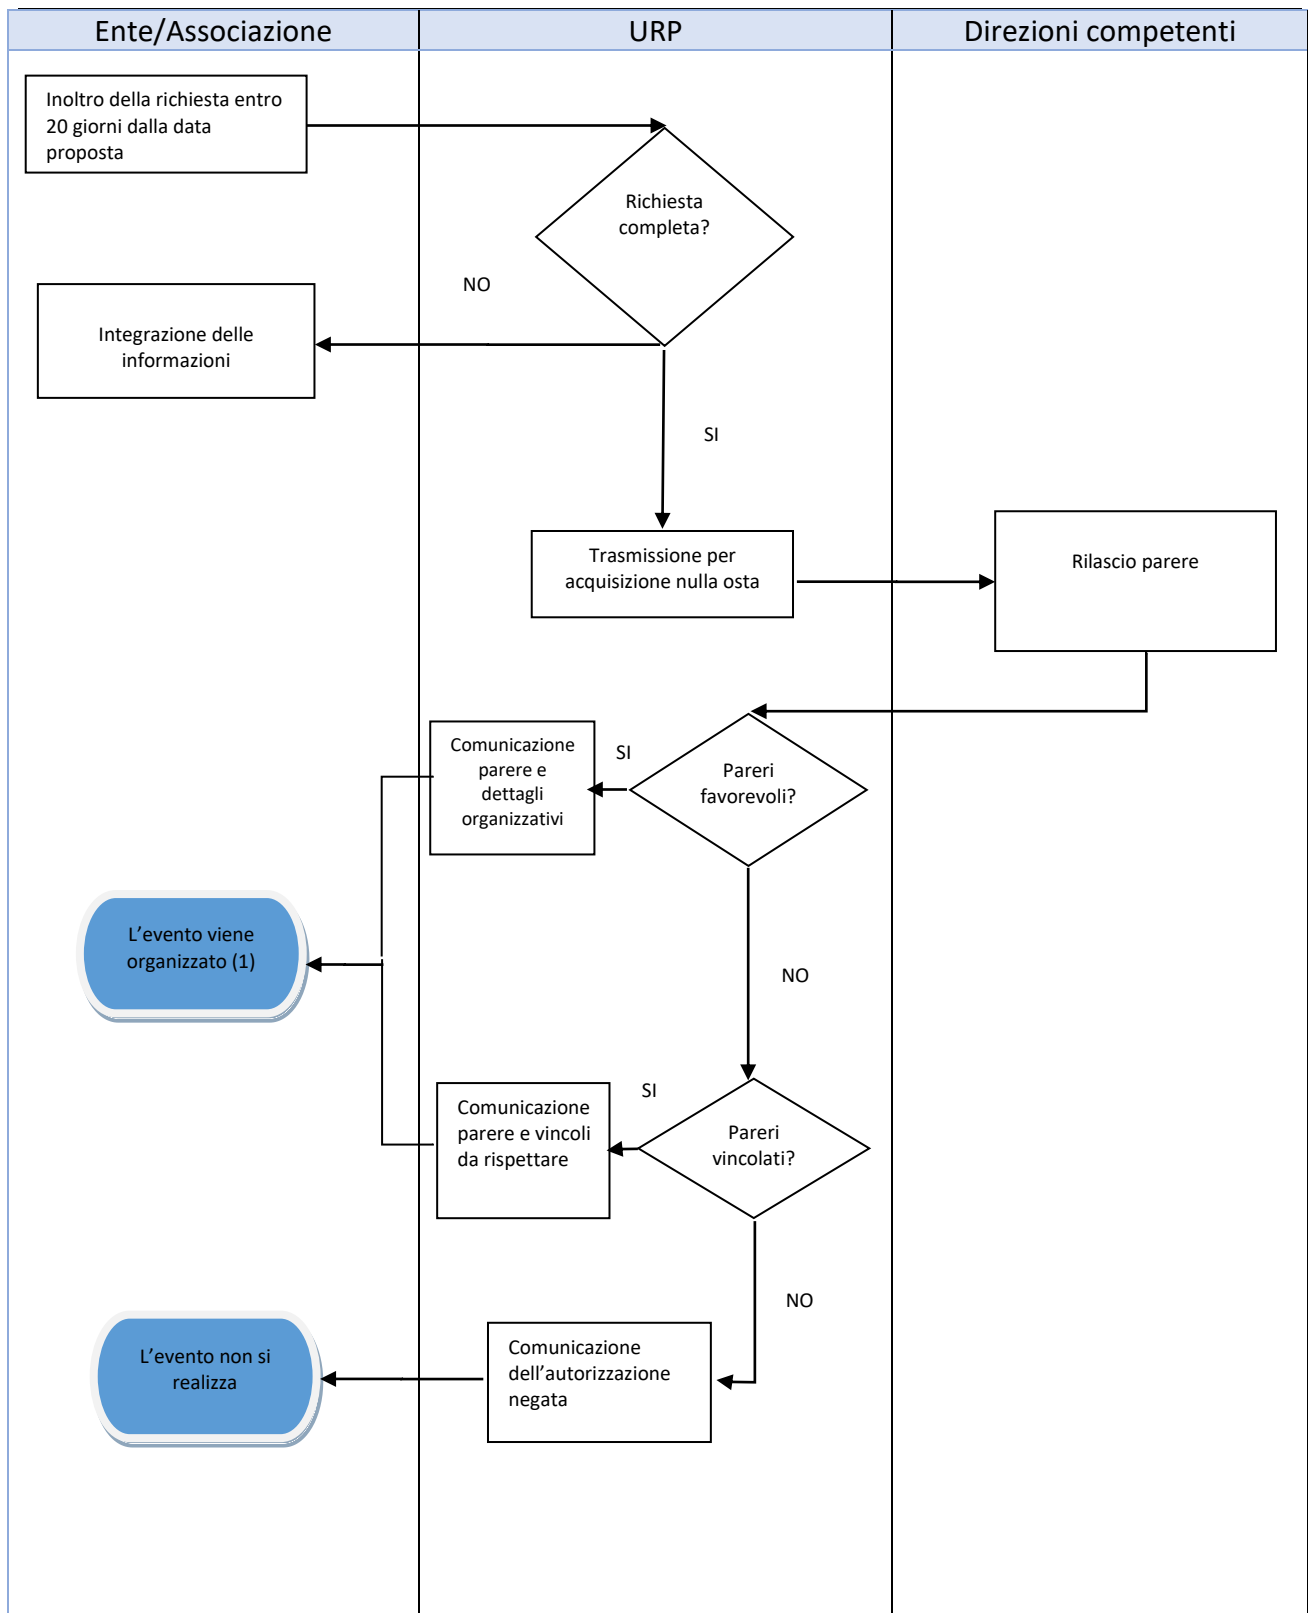 Ente/Associazione
URP
Direzioni competenti
Inoltro della richiesta entro
20 giorni dalla data
proposta
Richiesta
completa?
NO
Integrazione delle
informazioni
SI
Trasmissione per
acquisizione nulla osta
Rilascio parere
Comunicazione
parere e
dettagli
organizzativi
SI
Pareri
favorevoli?
L’evento viene
organizzato (1)
NO
Comunicazione
parere e vincoli
da rispettare
SI
Pareri
vincolati?
NO
L’evento non si
realizza
Comunicazione
dell’autorizzazione
negata